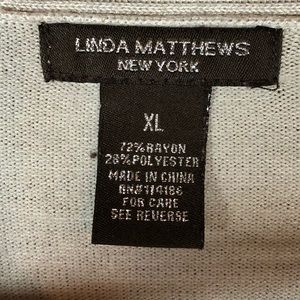 LINDA MATTHEWS
NEW YORK
XL
72% RAYON
28% POLYESTER
MADE IN CHINA
RN#114186
FOR CARE
SEE REVERSE